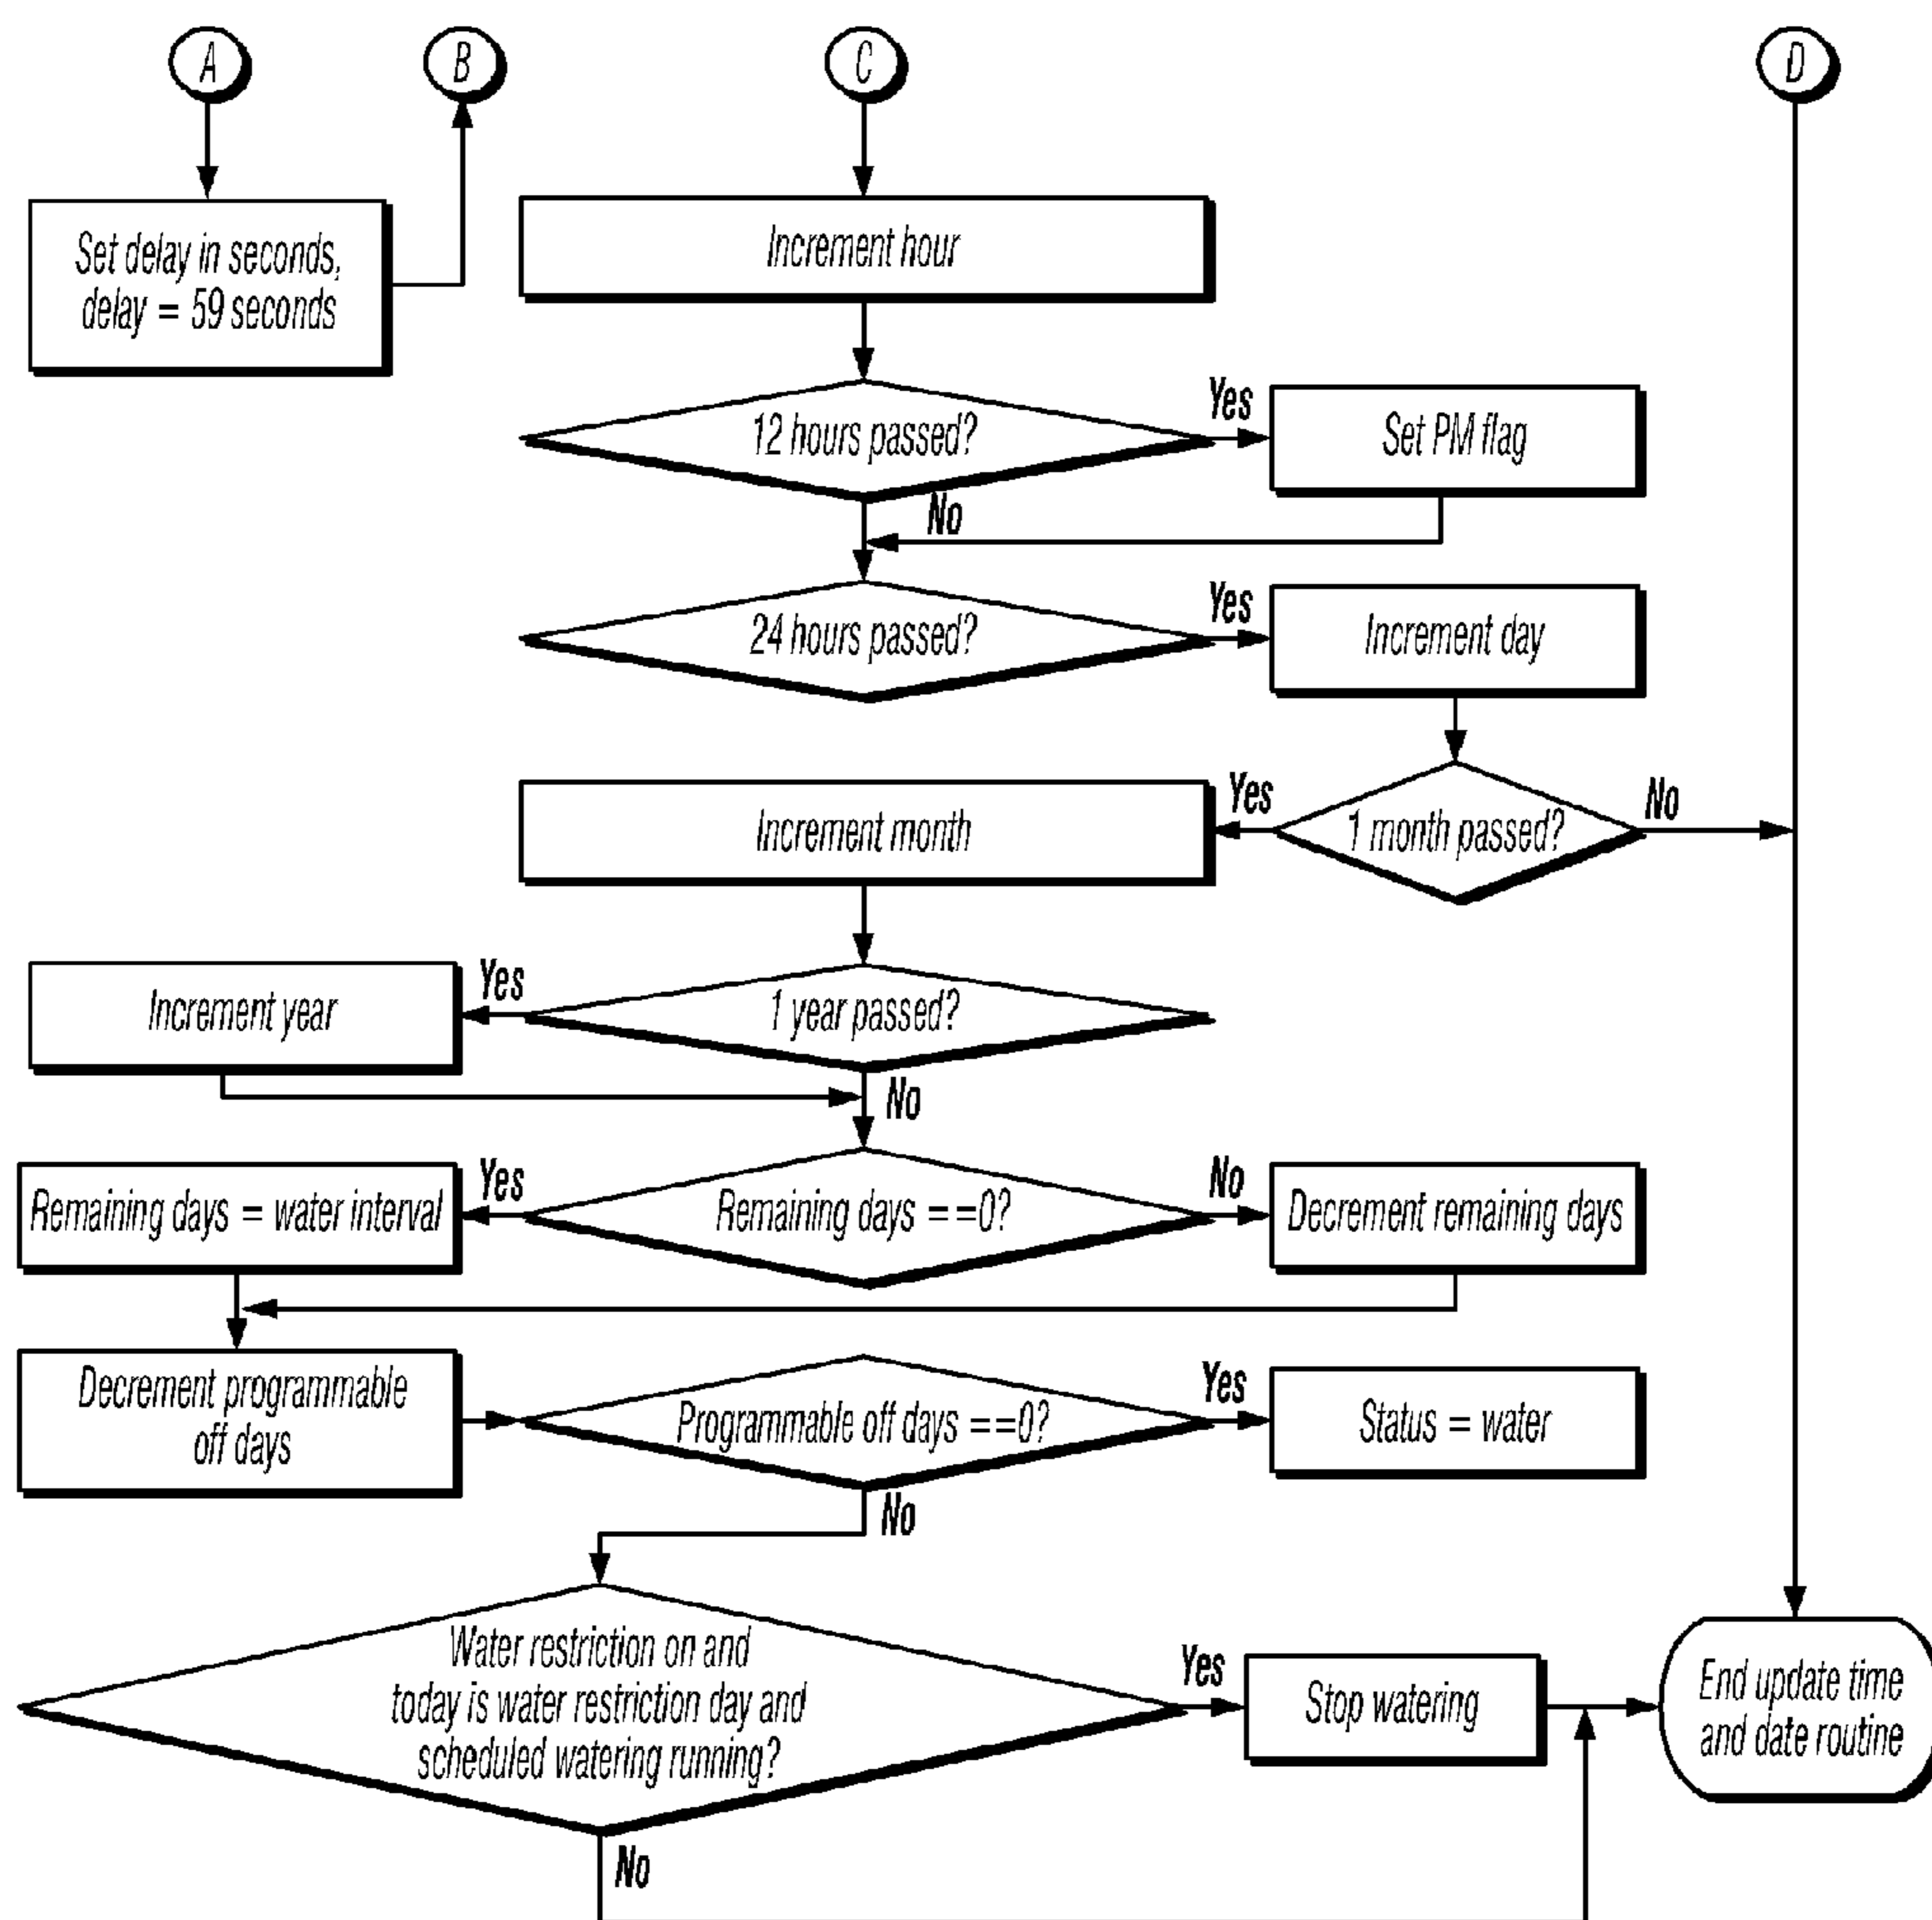 A
B
C
D
Set delay in seconds,
delay = 59 seconds
Increment hour
12 hours passed?
Yes
Set PM flag
No
24 hours passed?
Yes
Increment day
Increment month
Yes
1 month passed?
No
Increment year
Yes
1 year passed?
No
Remaining days = water interval
Yes
Remaining days ==0?
No
Decrement remaining days
Decrement programmable
off days
Programmable off days ==0?
Yes
Status = water
No
Water restriction on and
today is water restriction day and
scheduled watering running?
Yes
Stop watering
End update time
and date routine
No